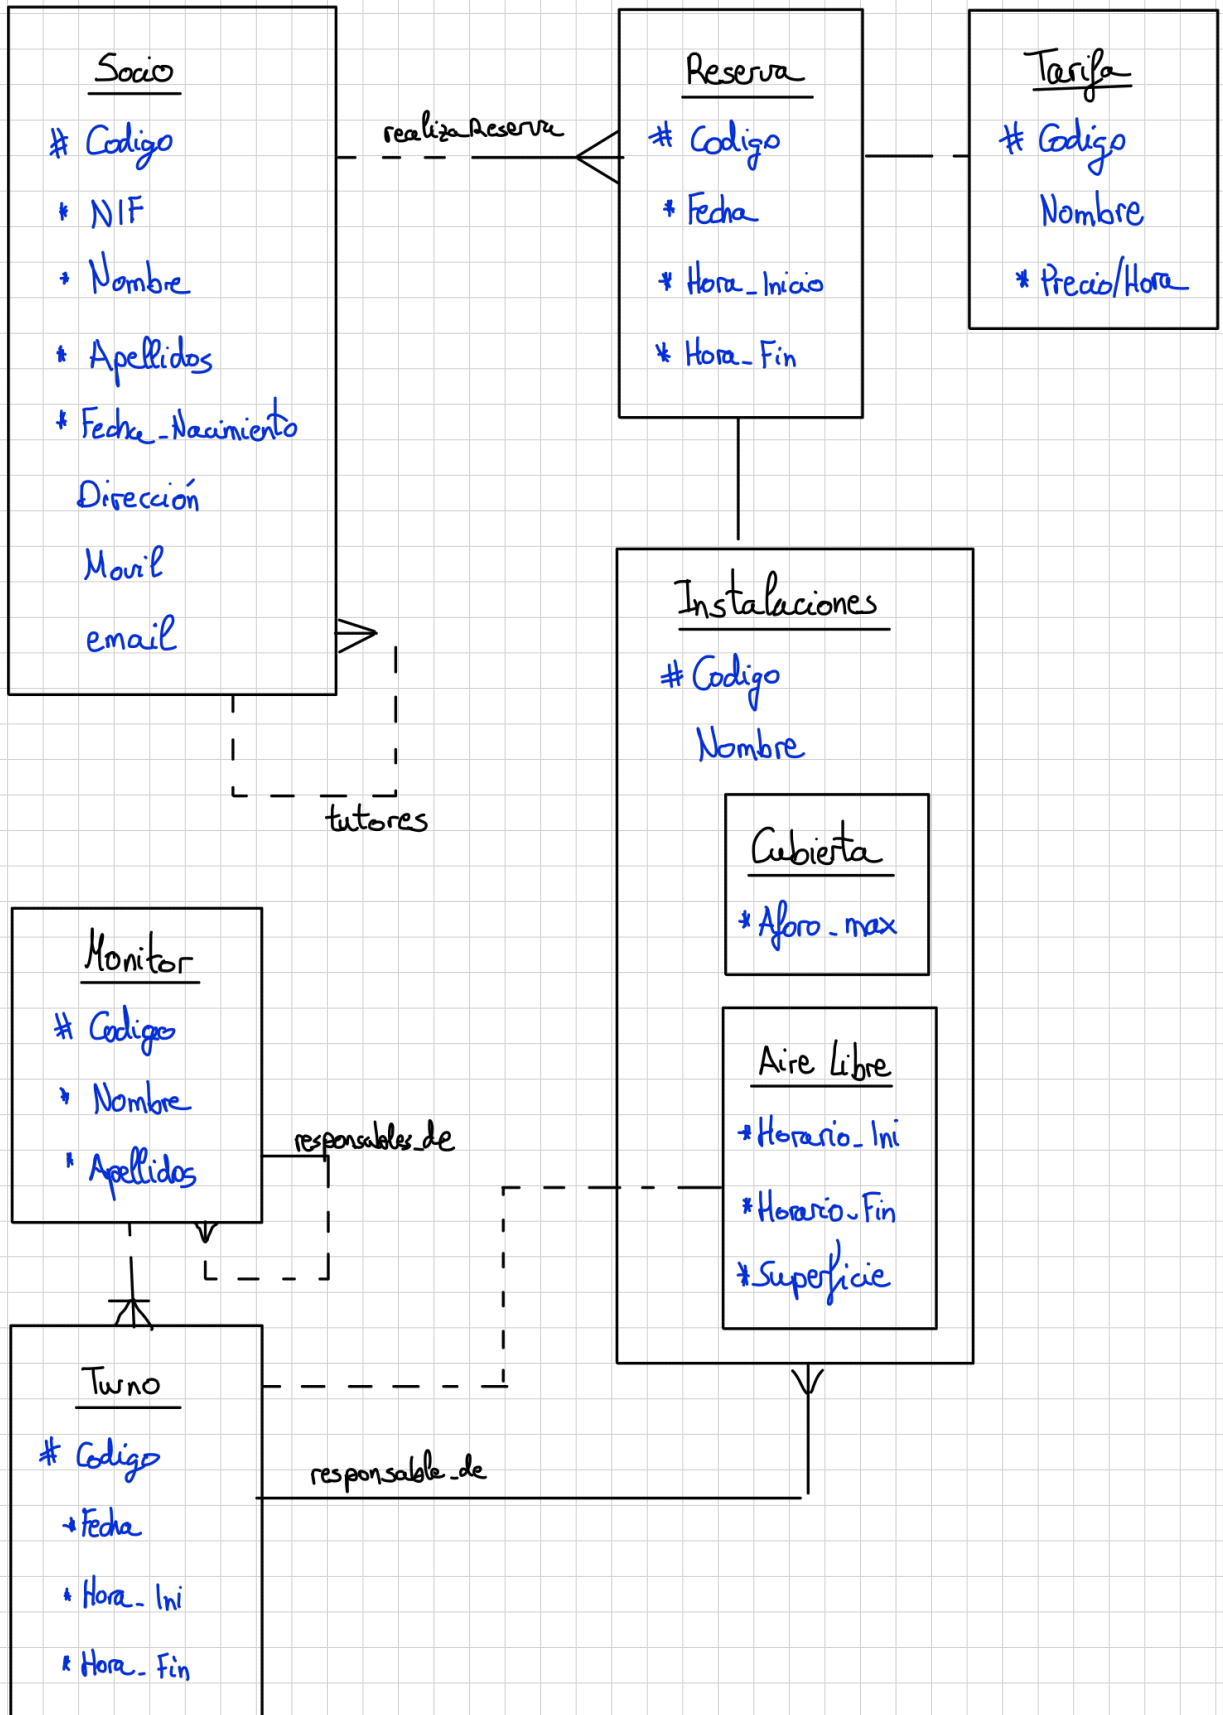 Socio
# Codigo
* NIF
* Nombre
* Apellidos
* Fecha_Nacimiento
Dirección
Movil
email
realiza_Reserva
Reserva
# Codigo
* Fecha
* Hora_Inicio
* Hora_Fin
Tarifa
# Codigo
Nombre
* Precio/Hora
tutores
Instalaciones
# Codigo
Nombre
Cubierta
* Aforo_max
Aire Libre
* Horario_Ini
* Horario_Fin
* Superficie
Monitor
# Codigo
* Nombre
* Apellidos
responsables_de
Turno
# Codigo
* Fecha
* Hora_Ini
* Hora_Fin
responsable_de